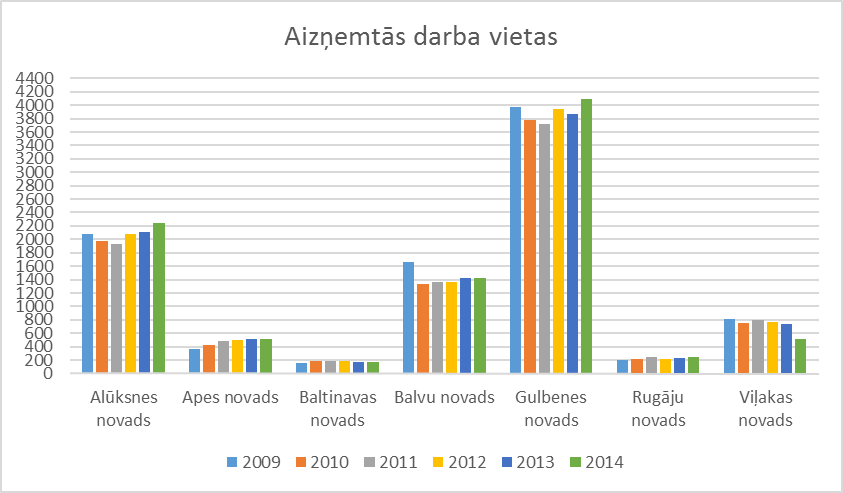 Aizņemtās darba vietas
4400
4200
4000
3800
3600
3400
3200
3000
2800
2600
2400
2200
2000
1800
1600
1400
1200
1000
800
600
400
200
0
Alūksnes novads
Apes novads
Baltinavas novads
Balvu novads
Gulbenes novads
Rugāju novads
Viļakas novads
2009 2010 2011 2012 2013 2014